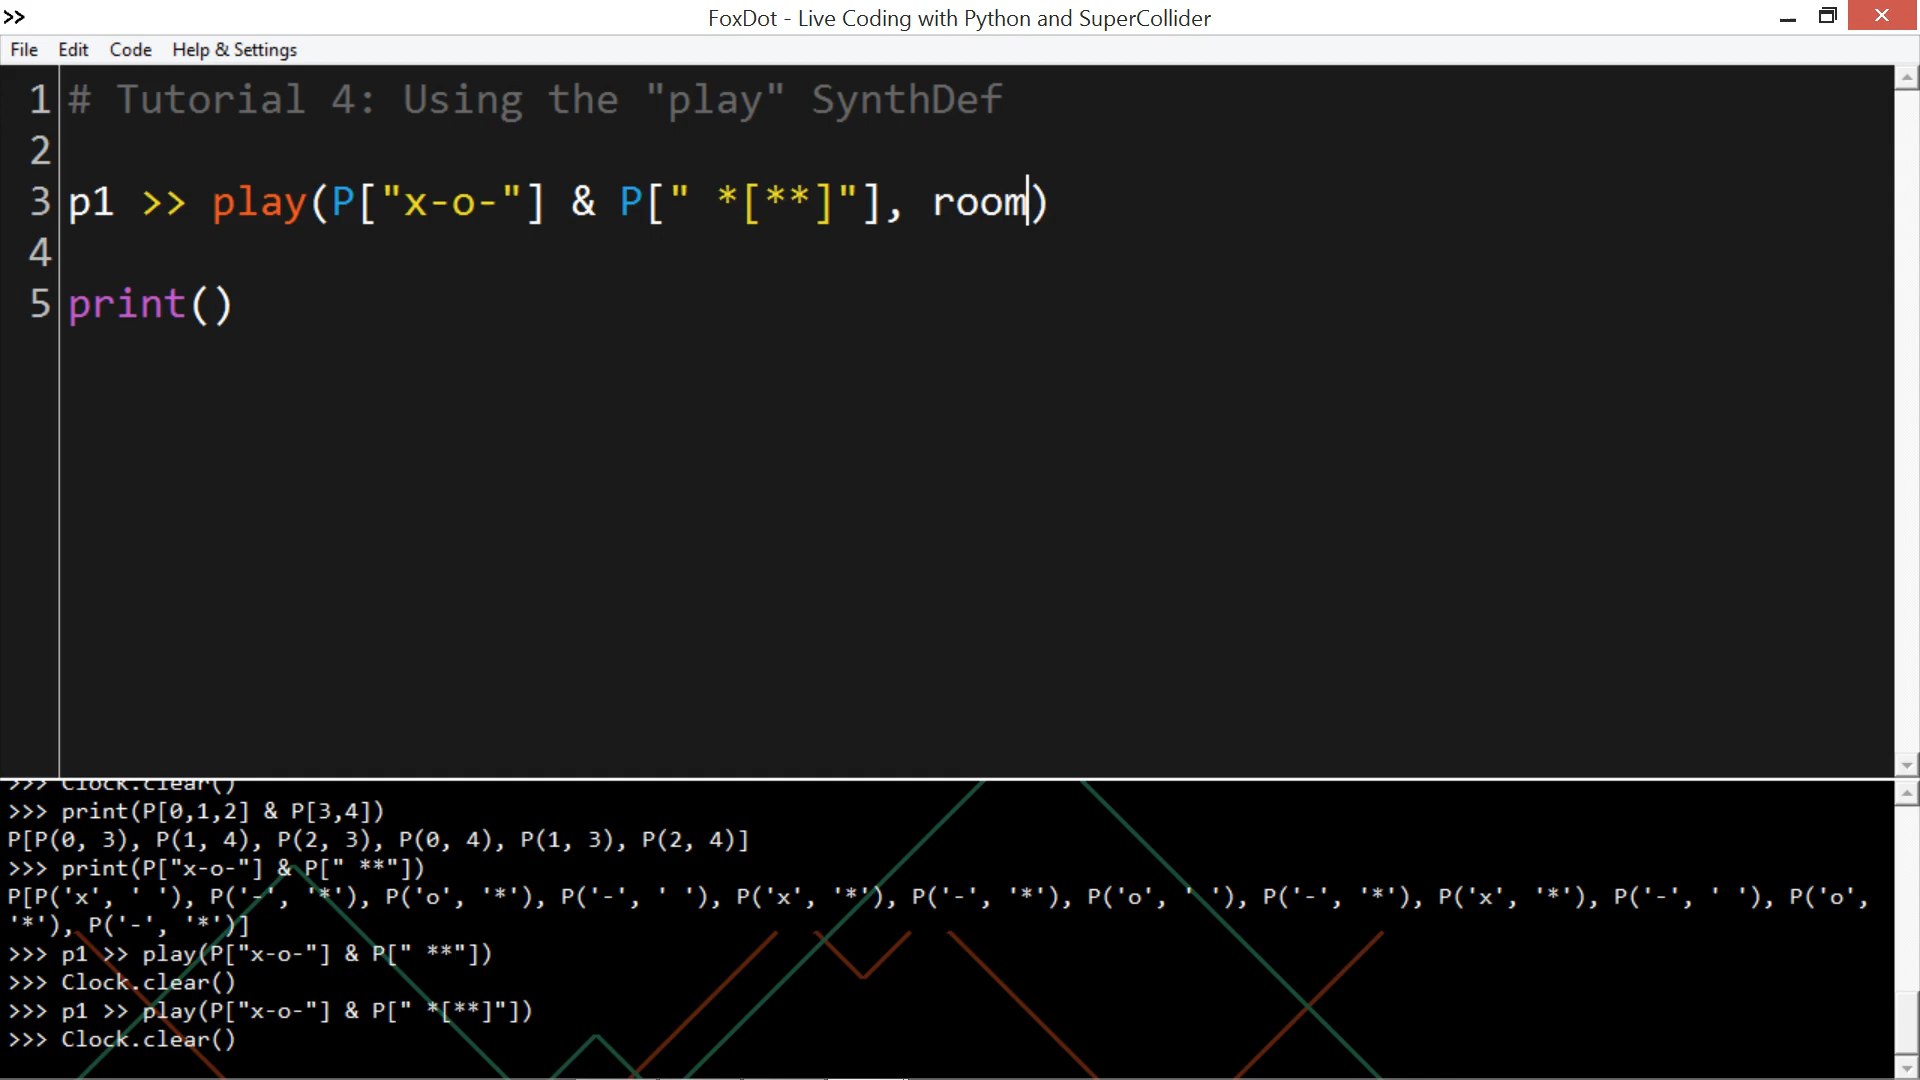 >>
FoxDot - Live Coding with Python and SuperCollider
File Edit Code Help & Settings
1 # Tutorial 4: Using the "play" SynthDef
2
3 p1 >> play(P["x-o-"] & P[" *[**]"], room)
4
5 print()
>>> Clock.clear()
>>> print(P[0,1,2] & P[3,4])
P[P(0, 3), P(1, 4), P(2, 3), P(0, 4), P(1, 3), P(2, 4)]
>>> print(P["x-o-"] & P[" **"])
P[P('x', ' '), P('-', '*'), P('o', '*'), P('-', ' '), P('x', '*'), P('-', '*'), P('o', ' '), P('-', '*'), P('x', '*'), P('-', ' '), P('o',
'*'), P('-', '*')]
>>> p1 >> play(P["x-o-"] & P[" **"])
>>> Clock.clear()
>>> p1 >> play(P["x-o-"] & P[" *[**]"])
>>> Clock.clear()